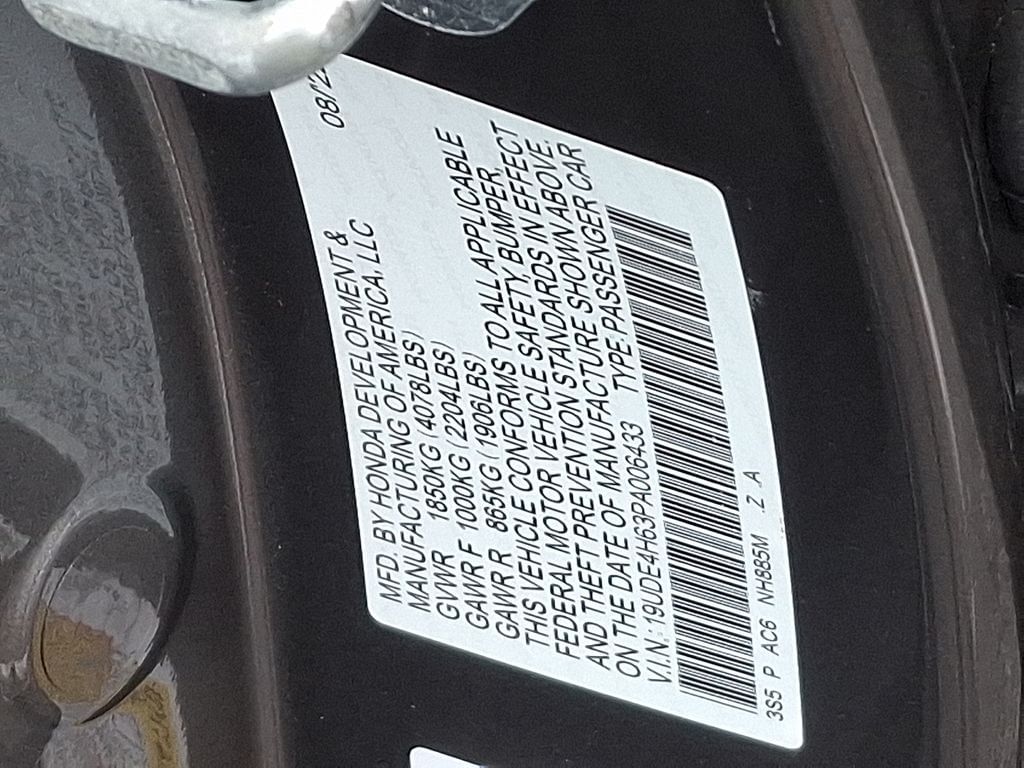 08/2
MFD. BY HONDA DEVELOPMENT &
MANUFACTURING OF AMERICA, LLC
GVWR 1850KG (4078LBS)
GAWR F 1000KG (2204LBS)
GAWR R 865KG (1906LBS)
THIS VEHICLE CONFORMS TO ALL APPLICABLE
FEDERAL MOTOR VEHICLE SAFETY, BUMPER,
AND THEFT PREVENTION STANDARDS IN EFFECT
ON THE DATE OF MANUFACTURE SHOWN ABOVE.
V.I.N.: 19UDE4H63PA006433 TYPE:PASSENGER CAR
3S5 P AC6 NH885M .Z .A